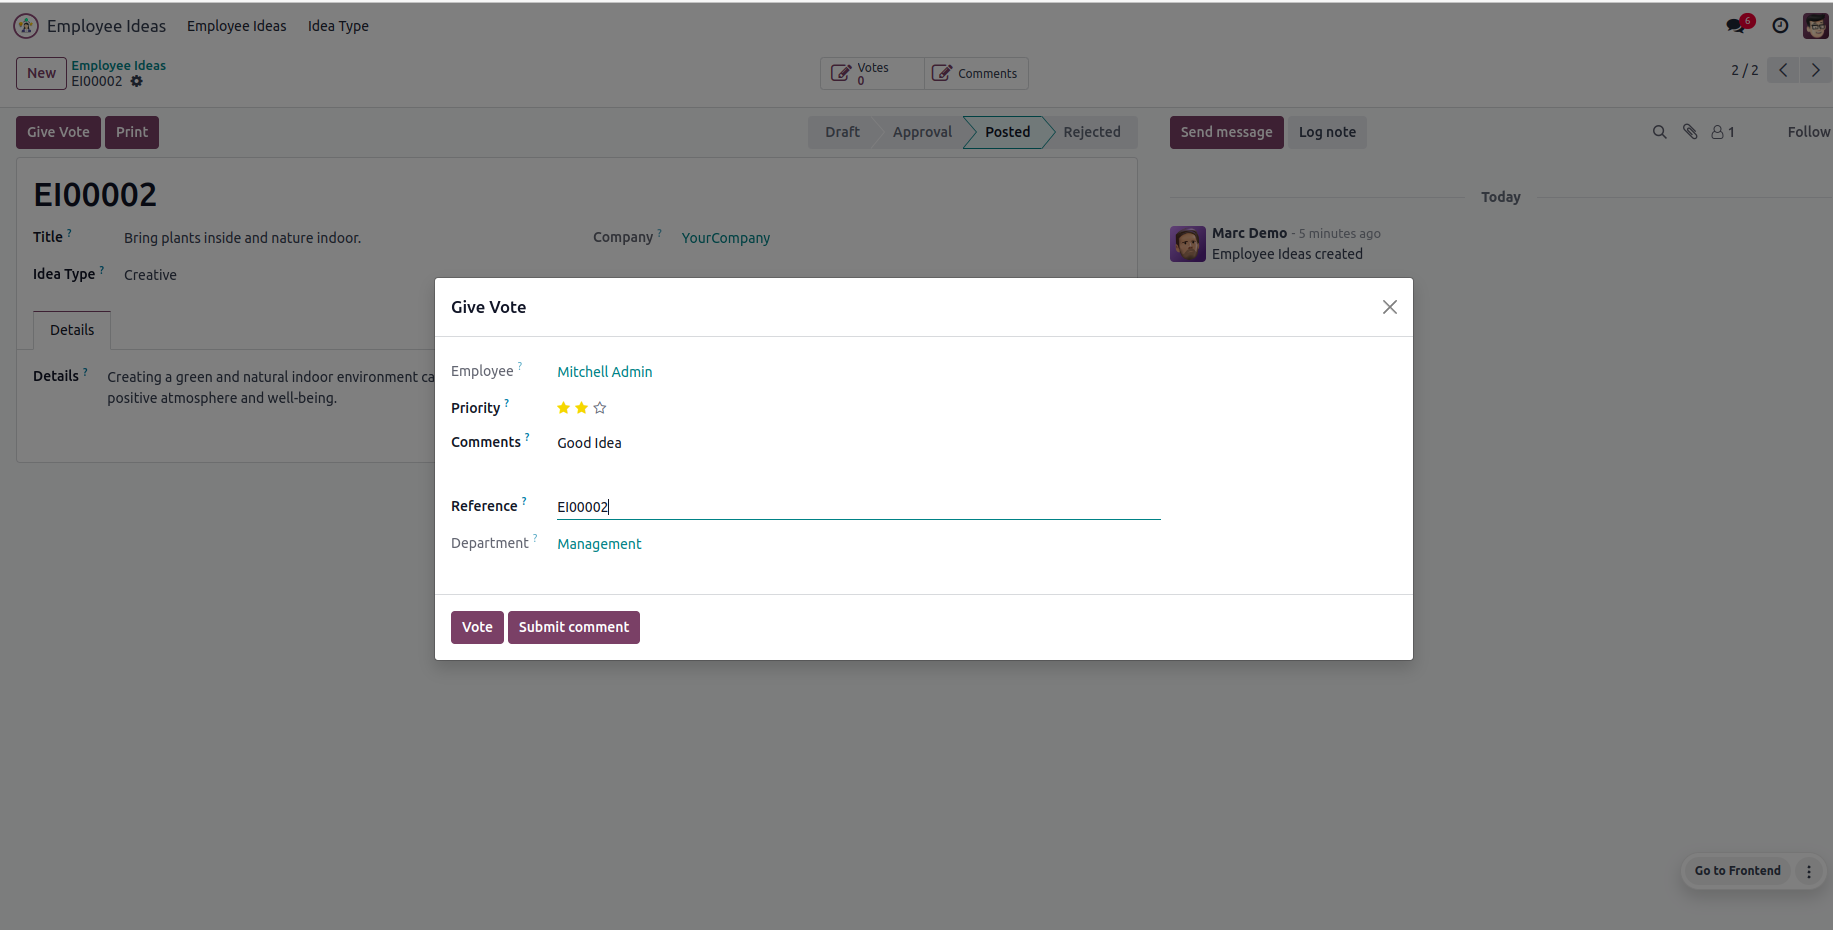 Employee Ideas Employee Ideas Idea Type 6
New Employee Ideas
EI00002
Votes
0
Comments
2 / 2
Give Vote Print Draft Approval Posted Rejected Send message Log note 1 Follow
EI00002
Title ? Bring plants inside and nature indoor. Company ? YourCompany
Idea Type ? Creative
Details
Details ? Creating a green and natural indoor environment ca
positive atmosphere and well-being.
Today
Marc Demo - 5 minutes ago
Employee Ideas created
Give Vote
Employee ? Mitchell Admin
Priority ?
Comments ? Good Idea
Reference ? EI00002
Department ? Management
Vote Submit comment
Go to Frontend